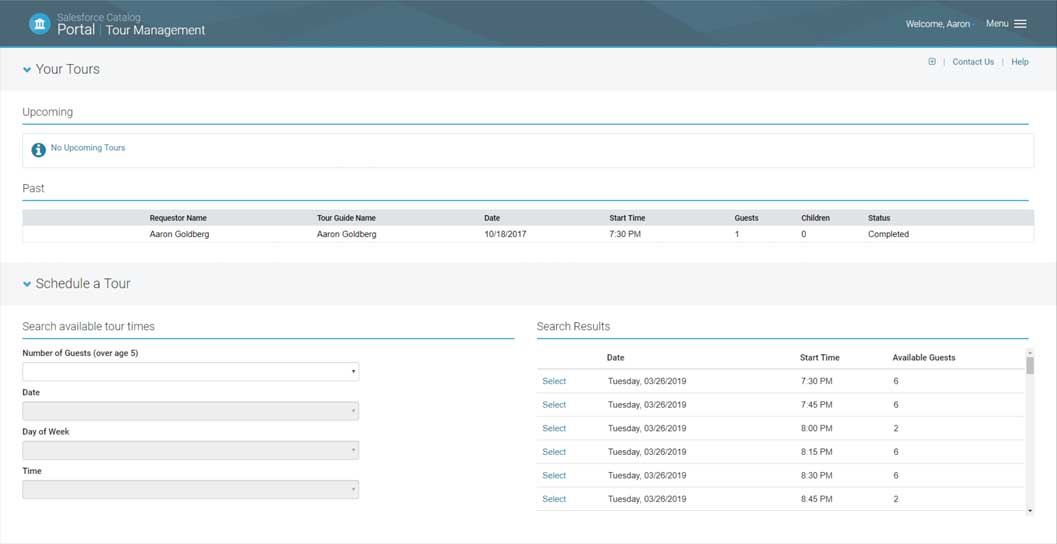 Salesforce Catalog
Portal | Tour Management
Welcome, Aaron
Menu
Your Tours
| Contact Us | Help
Upcoming
No Upcoming Tours
Past
Requestor Name Tour Guide Name Date Start Time Guests Children Status
Aaron Goldberg Aaron Goldberg 10/18/2017 7:30 PM 1 0 Completed
Schedule a Tour
Search available tour times
Number of Guests (over age 5)
Date
Day of Week
Time
Search Results
Date Start Time Available Guests
Select Tuesday, 03/26/2019 7:30 PM 6
Select Tuesday, 03/26/2019 7:45 PM 6
Select Tuesday, 03/26/2019 8:00 PM 2
Select Tuesday, 03/26/2019 8:15 PM 6
Select Tuesday, 03/26/2019 8:30 PM 6
Select Tuesday, 03/26/2019 8:45 PM 2